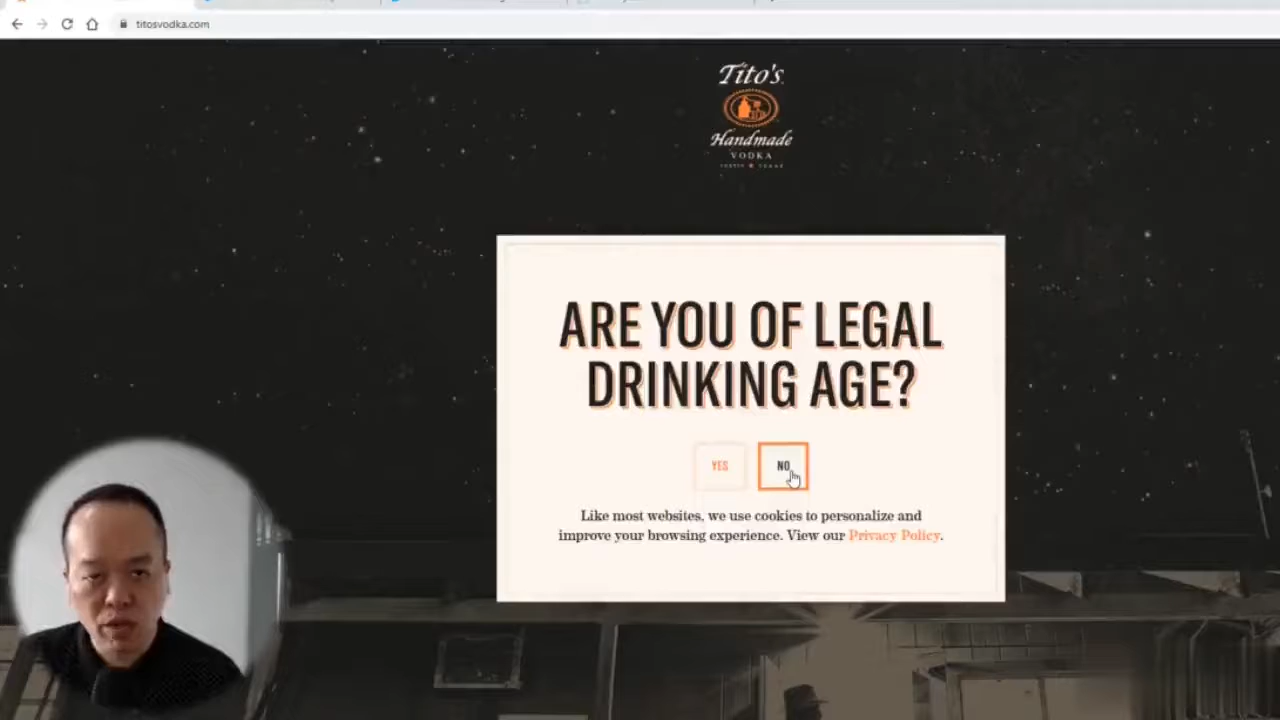 titosvodka.com
Tito's
Handmade
VODKA
ARE YOU OF LEGAL
DRINKING AGE?
YES
NO
Like most websites, we use cookies to personalize and
improve your browsing experience. View our Privacy Policy.